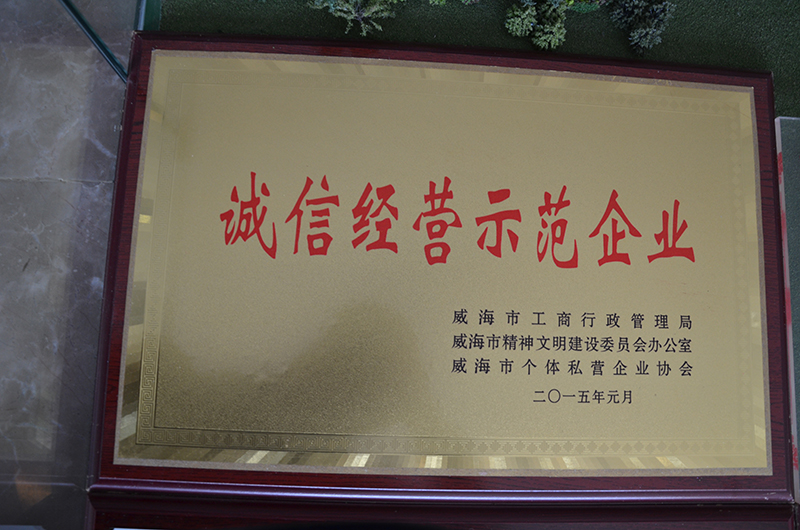 诚信经营示范企业
威海市工商行政管理局
威海市精神文明建设委员会办公室
威海市个体私营企业协会
二〇一五年元月